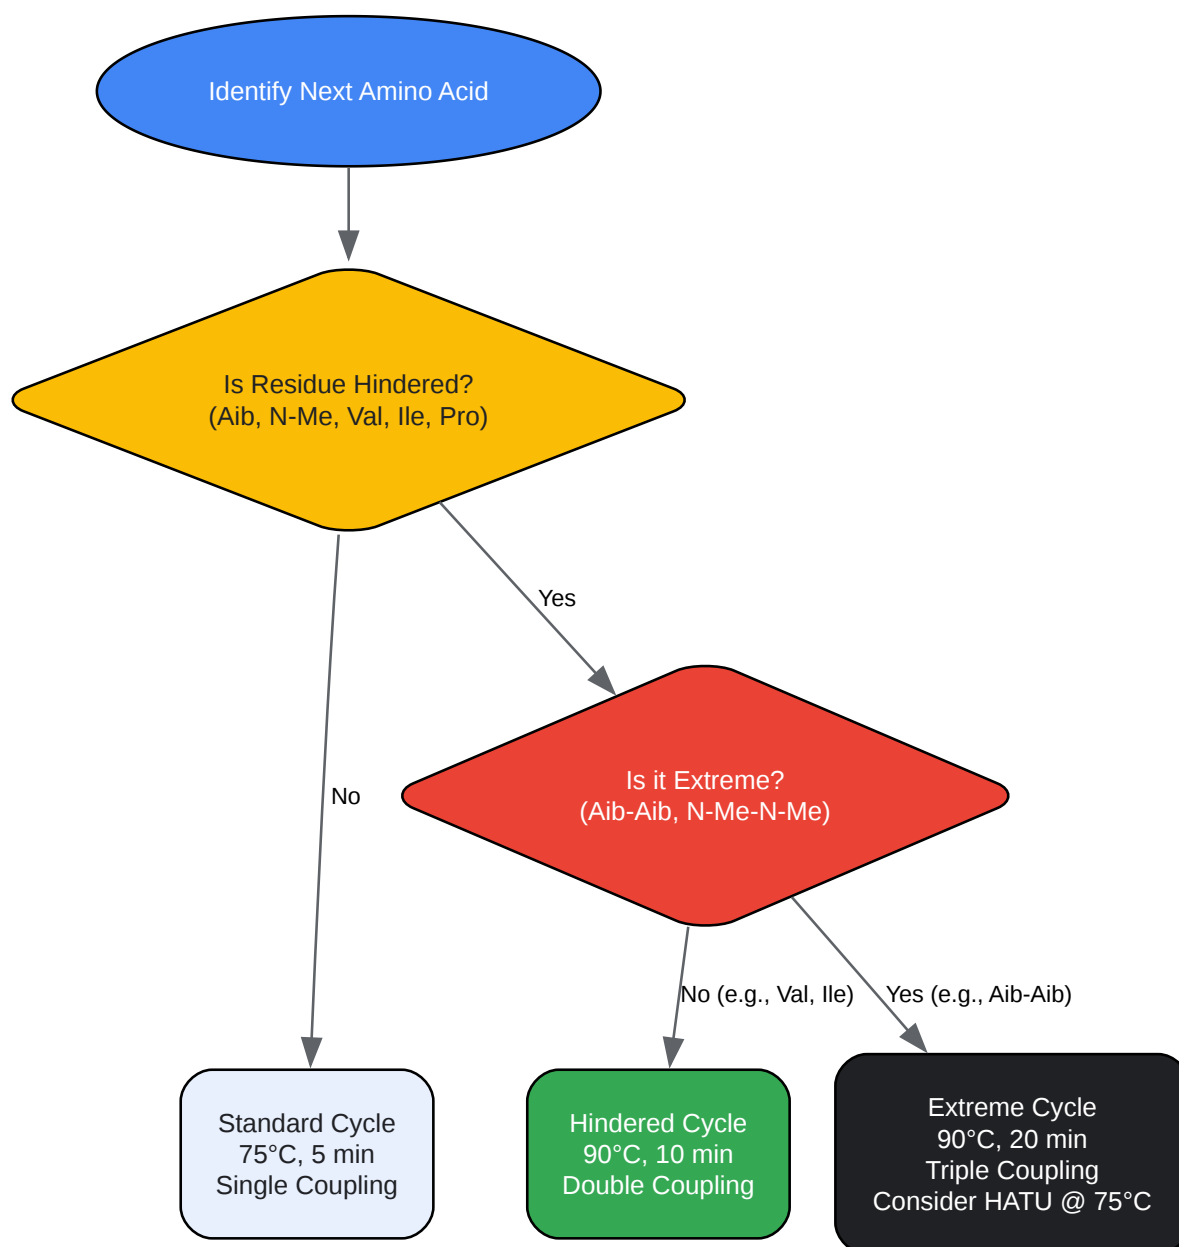 Identify Next Amino Acid
Is Residue Hindered?
(Aib, N-Me, Val, Ile, Pro)
Yes
No
Is it Extreme?
(Aib-Aib, N-Me-N-Me)
No (e.g., Val, Ile)
Yes (e.g., Aib-Aib)
Standard Cycle
75°C, 5 min
Single Coupling
Hindered Cycle
90°C, 10 min
Double Coupling
Extreme Cycle
90°C, 20 min
Triple Coupling
Consider HATU @ 75°C